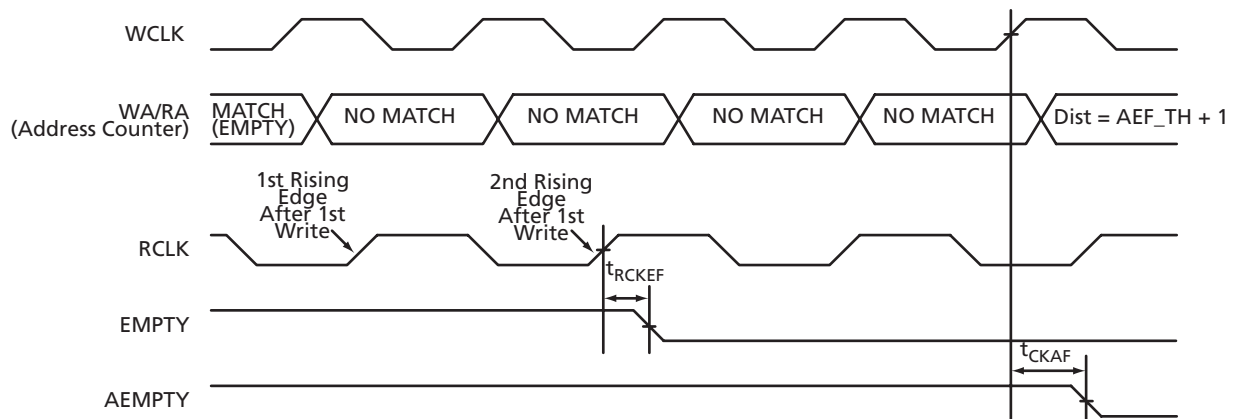 WCLK
WA/RA
(Address Counter)
MATCH
(EMPTY)
NO MATCH
NO MATCH
NO MATCH
NO MATCH
Dist = AEF_TH + 1
1st Rising
Edge
After 1st
Write
2nd Rising
Edge
After 1st
Write
RCLK
tRCKEF
EMPTY
tCKAF
AEMPTY